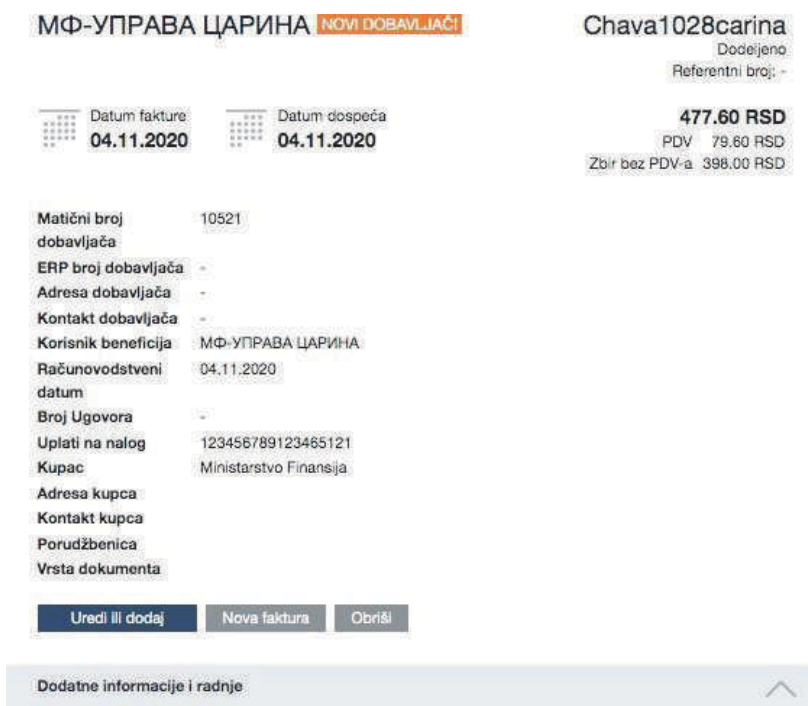 МФ-УПРАВА ЦАРИНА NOVI DOBAVLJAČ!
Chava1028carina
Dodeljeno
Referentni broj: -
Datum fakture
04.11.2020
Datum dospeća
04.11.2020
477.60 RSD
PDV 79.60 RSD
Zbir bez PDV-a 398.00 RSD
Matični broj
dobavljača
10521
ERP broj dobavljača -
Adresa dobavljača -
Kontakt dobavljača -
Korisnik beneficija МФ-УПРАВА ЦАРИНА
Računovodstveni
datum
04.11.2020
Broj Ugovora -
Uplati na nalog 123456789123465121
Kupac Ministarstvo Finansija
Adresa kupca
Kontakt kupca
Porudžbenica
Vrsta dokumenta
Uredi ili dodaj Nova faktura Obriši
Dodatne informacije i radnje